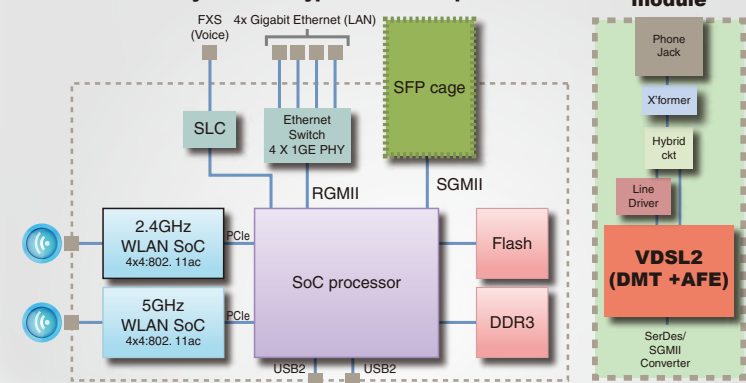 module
FXS
(Voice)
4x Gigabit Ethernet (LAN)
SFP cage
SLC
Ethernet
Switch
4 X 1GE PHY
RGMII
SGMII
2.4GHz
WLAN SoC
4x4:802. 11ac
PCIe
SoC processor
Flash
5GHz
WLAN SoC
4x4:802. 11ac
PCIe
DDR3
USB2
USB2
Phone
Jack
X'former
Hybrid
ckt
Line
Driver
VDSL2
(DMT +AFE)
SerDes/
SGMII
Converter